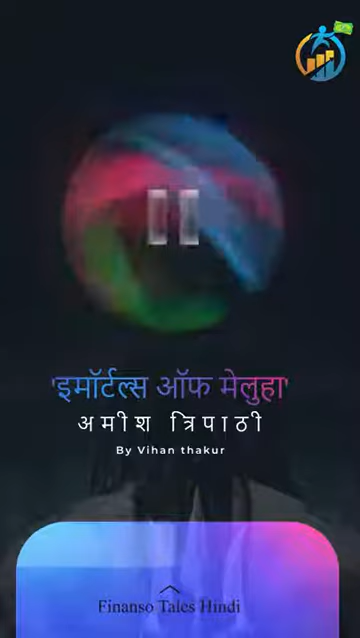 'इमॉर्टल्स ऑफ मेलुहा'
अमीश त्रिपाठी
By Vihan thakur
Finanso Tales Hindi